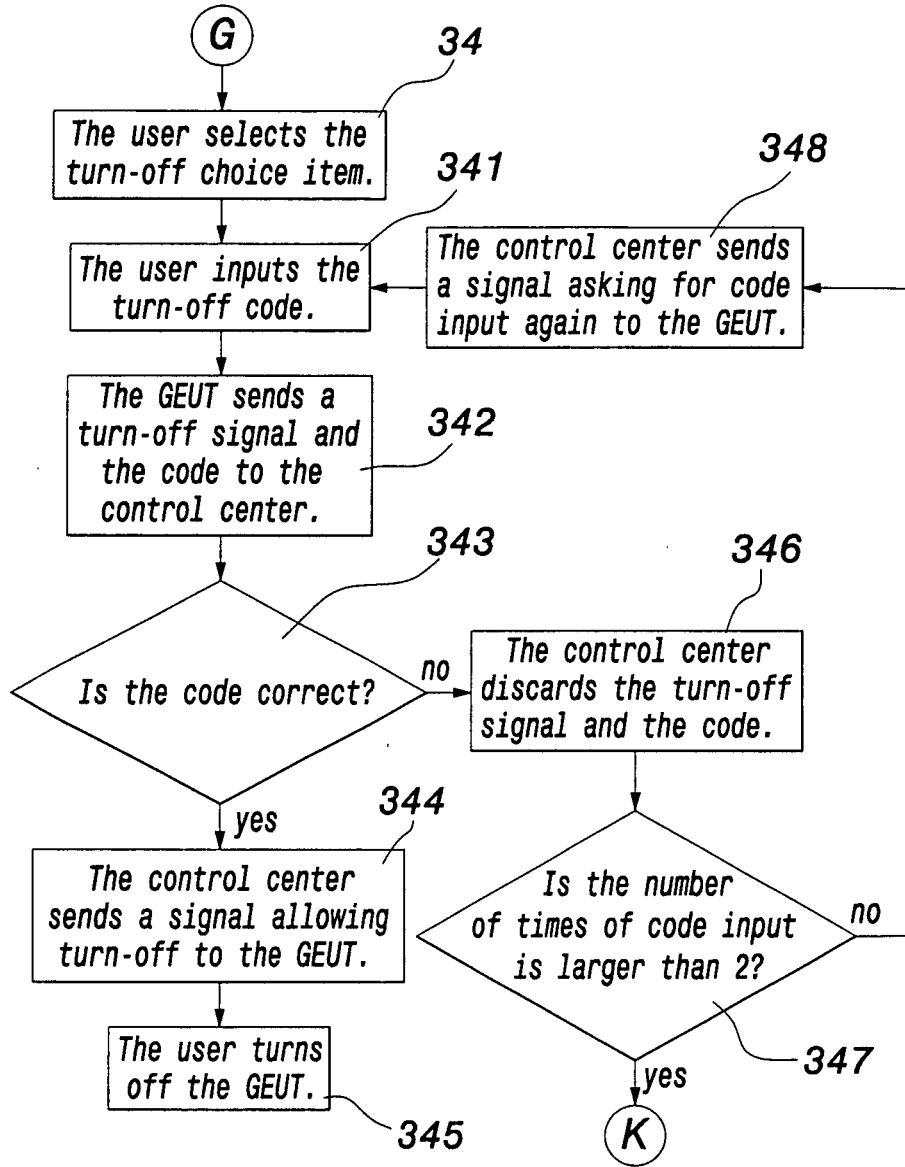 G
34
The user selects the
turn-off choice item.
341
The user inputs the
turn-off code.
348
The control center sends
a signal asking for code
input again to the GEUT.
The GEUT sends a
turn-off signal and
the code to the
control center.
342
343
Is the code correct?
no
yes
346
The control center
discards the turn-off
signal and the code.
344
The control center
sends a signal allowing
turn-off to the GEUT.
Is the number
of times of code input
is larger than 2?
no
347
yes
The user turns
off the GEUT.
345
K